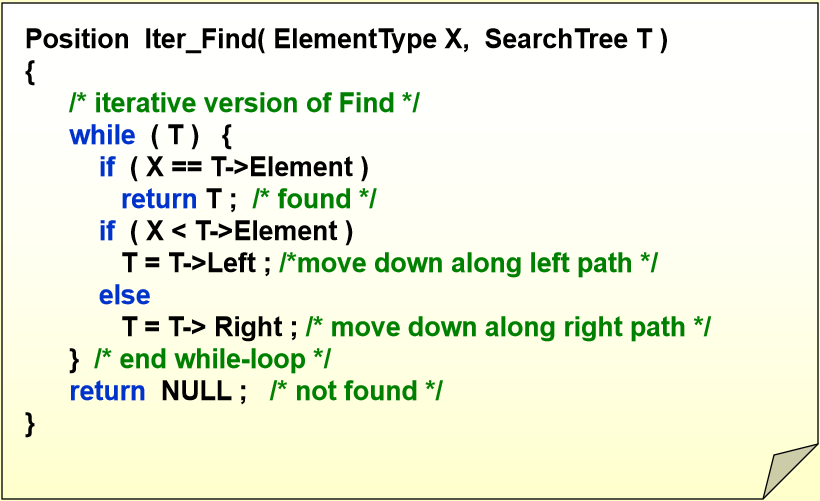 Position Iter_Find( ElementType X, SearchTree T )
{
/* iterative version of Find */
while ( T ) {
if ( X == T->Element )
return T ; /* found */
if ( X < T->Element )
T = T->Left ; /*move down along left path */
else
T = T-> Right ; /* move down along right path */
} /* end while-loop */
return NULL ; /* not found */
}